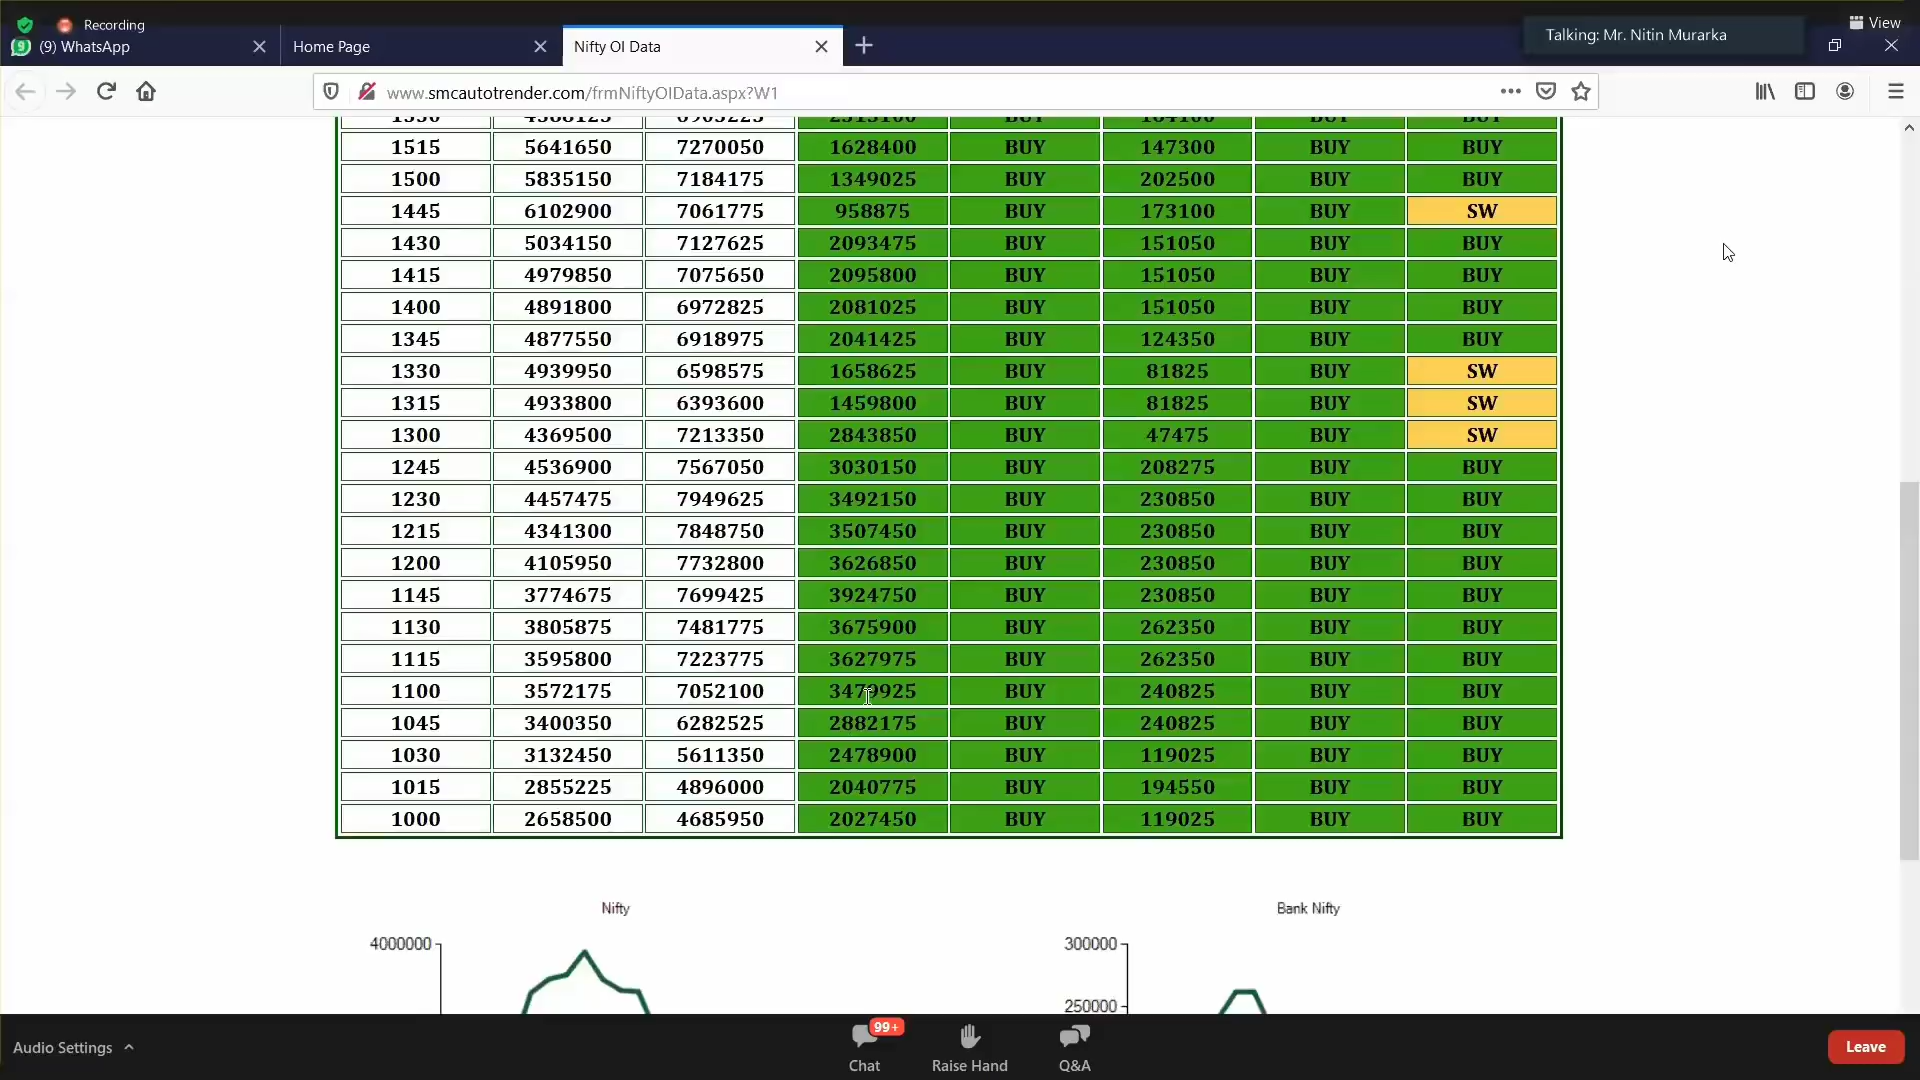 Recording
View
(9) WhatsApp
Home Page
Nifty OI Data
Talking: Mr. Nitin Murarka
www.smcautotrender.com/frmNiftyOIData.aspx?W1
1515 5641650 7270050 1628400 BUY 147300 BUY BUY
1500 5835150 7184175 1349025 BUY 202500 BUY BUY
1445 6102900 7061775 958875 BUY 173100 BUY SW
1430 5034150 7127625 2093475 BUY 151050 BUY BUY
1415 4979850 7075650 2095800 BUY 151050 BUY BUY
1400 4891800 6972825 2081025 BUY 151050 BUY BUY
1345 4877550 6918975 2041425 BUY 124350 BUY BUY
1330 4939950 6598575 1658625 BUY 81825 BUY SW
1315 4933800 6393600 1459800 BUY 81825 BUY SW
1300 4369500 7213350 2843850 BUY 47475 BUY SW
1245 4536900 7567050 3030150 BUY 208275 BUY BUY
1230 4457475 7949625 3492150 BUY 230850 BUY BUY
1215 4341300 7848750 3507450 BUY 230850 BUY BUY
1200 4105950 7732800 3626850 BUY 230850 BUY BUY
1145 3774675 7699425 3924750 BUY 230850 BUY BUY
1130 3805875 7481775 3675900 BUY 262350 BUY BUY
1115 3595800 7223775 3627975 BUY 262350 BUY BUY
1100 3572175 7052100 3479925 BUY 240825 BUY BUY
1045 3400350 6282525 2882175 BUY 240825 BUY BUY
1030 3132450 5611350 2478900 BUY 119025 BUY BUY
1015 2855225 4896000 2040775 BUY 194550 BUY BUY
1000 2658500 4685950 2027450 BUY 119025 BUY BUY
Nifty
Bank Nifty
4000000
300000
250000
99+
Audio Settings
Chat
Raise Hand
Q&A
Leave